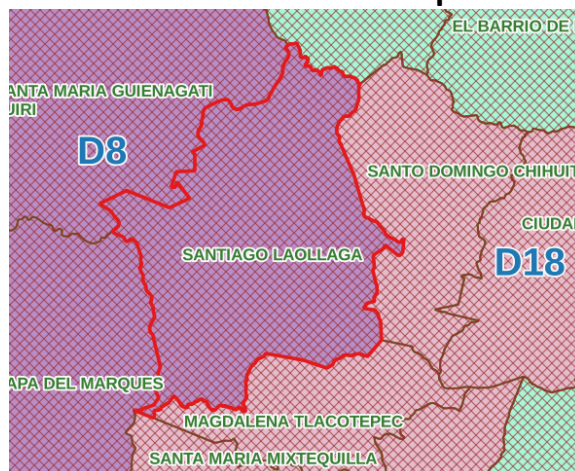 EL BARRIO DE
ANTA MARIA GUIENAGATI
UIRI
D8
SANTO DOMINGO CHIHUIT
CIUDA
SANTIAGO LAOLLAGA
D18
APA DEL MARQUES
MAGDALENA TLACOTEPEC
SANTA MARIA MIXTEQUILLA